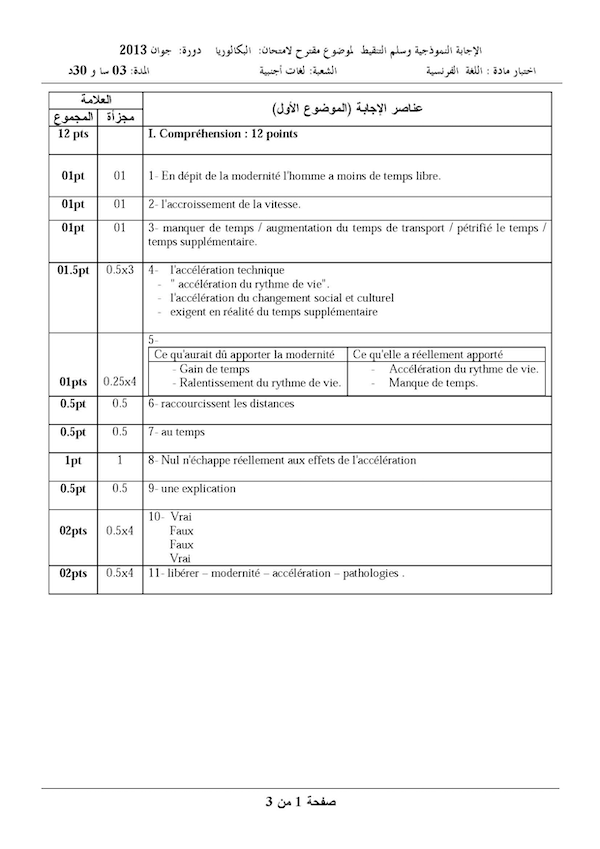 الإجابة النموذجية وسلم التنقيط لموضوع مقترح لامتحان: البكالوريا دورة: جوان 2013
اختبار مادة : اللغة الفرنسية الشعبة: لغات أجنبية المدة: 03 سا و 30د
العلامة
عناصر الإجابة (الموضوع الأول)
المجموع مجزأة
12 pts I. Compréhension : 12 points
01pt 01 1- En dépit de la modernité l'homme a moins de temps libre.
01pt 01 2- l'accroissement de la vitesse.
01pt 01 3- manquer de temps / augmentation du temps de transport / pétrifié le temps /
temps supplémentaire.
01.5pt 0.5x3 4- l'accélération technique
- " accélération du rythme de vie".
- l'accélération du changement social et culturel
- exigent en réalité du temps supplémentaire
5-
Ce qu'aurait dû apporter la modernité Ce qu'elle a réellement apporté
- Gain de temps - Accélération du rythme de vie.
01pts 0.25x4 - Ralentissement du rythme de vie. - Manque de temps.
0.5pt 0.5 6- raccourcissent les distances
0.5pt 0.5 7- au temps
1pt 1 8- Nul n'échappe réellement aux effets de l'accélération
0.5pt 0.5 9- une explication
10- Vrai
02pts 0.5x4 Faux
Faux
Vrai
02pts 0.5x4 11- libérer – modernité – accélération – pathologies .
صفحة 1 من 3